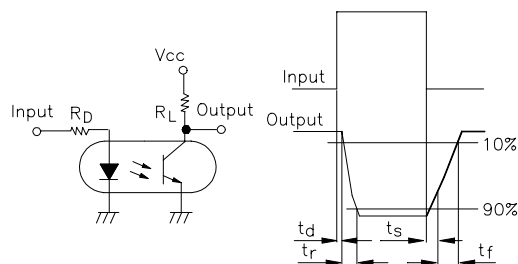 Vcc
Input RD RL Output
Input
Output
10%
90%
td ts
tr tf